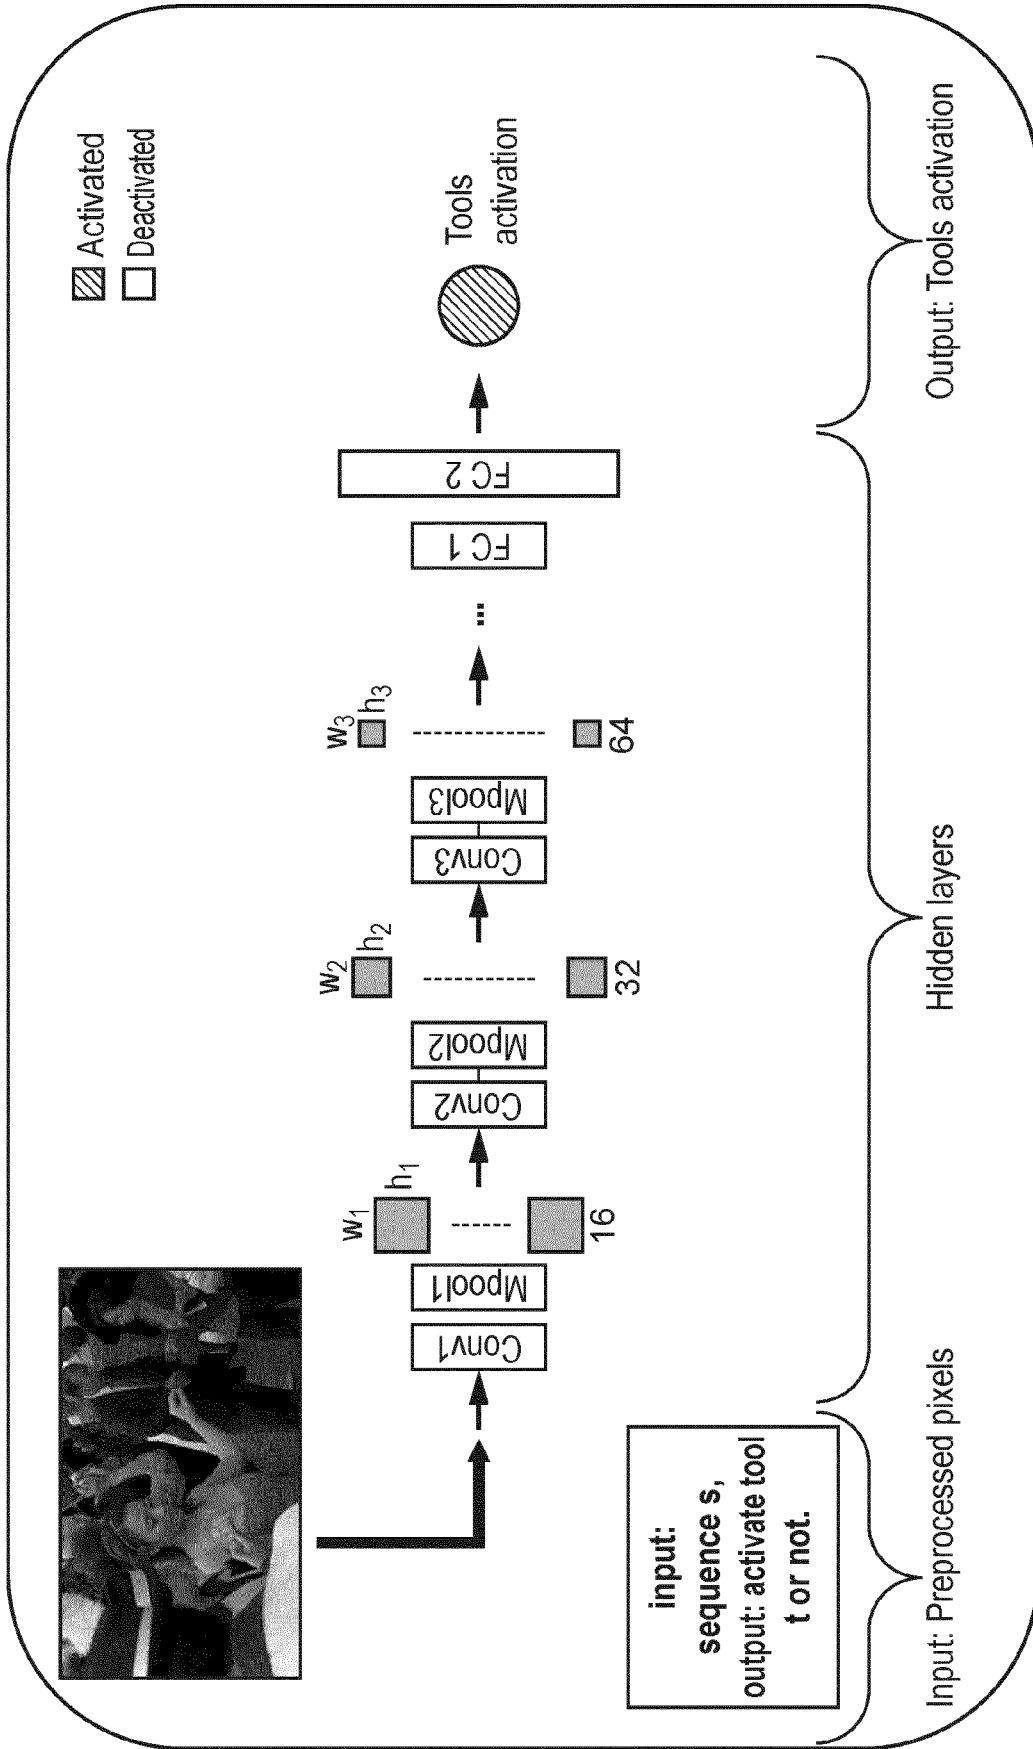 Activated
Deactivated
Conv1
Mpool1
w1
h1
16
Conv2
Mpool2
w2
h2
32
Conv3
Mpool3
w3
h3
64
...
FC 1
FC 2
Tools
activation
input:
sequence s,
output: activate tool
t or not.
Input: Preprocessed pixels
Hidden layers
Output: Tools activation